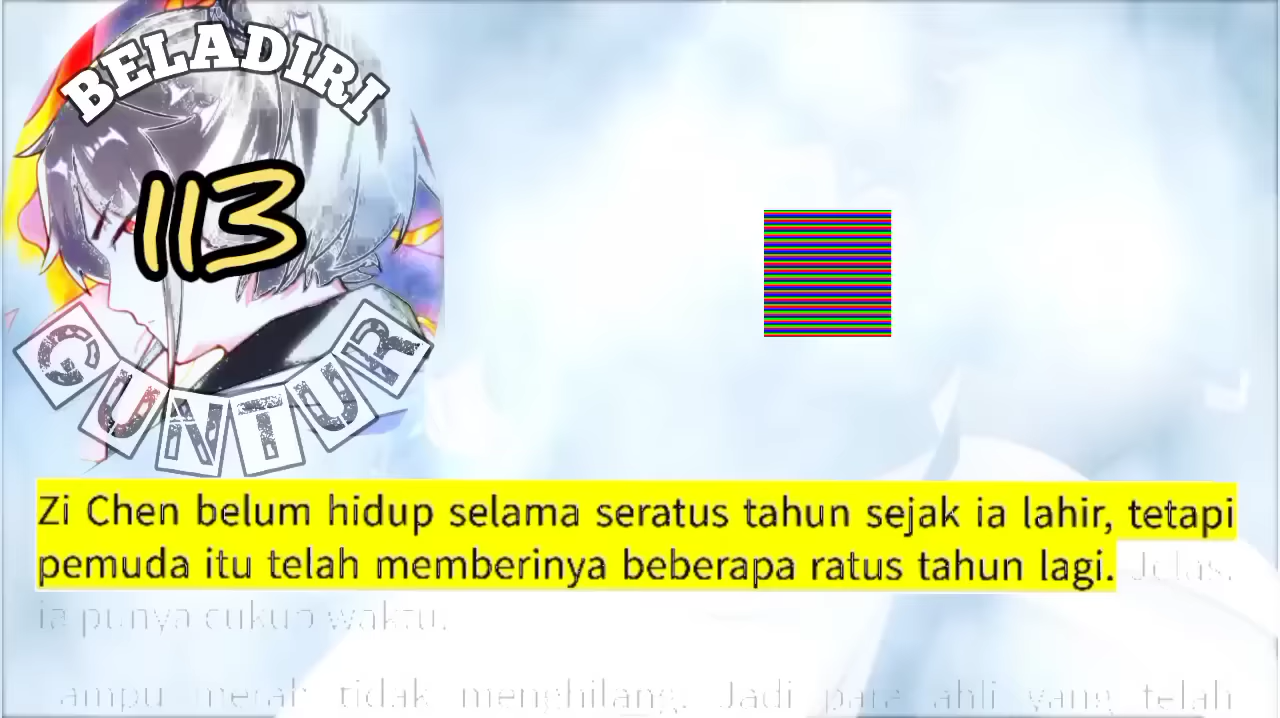 BELADIRI
113
GUNTUR
Zi Chen belum hidup selama seratus tahun sejak ia lahir, tetapi
pemuda itu telah memberinya beberapa ratus tahun lagi. Jelas,
ia punya cukup waktu.
ampu merah tidak menghilang. Jadi para ahli yang telah